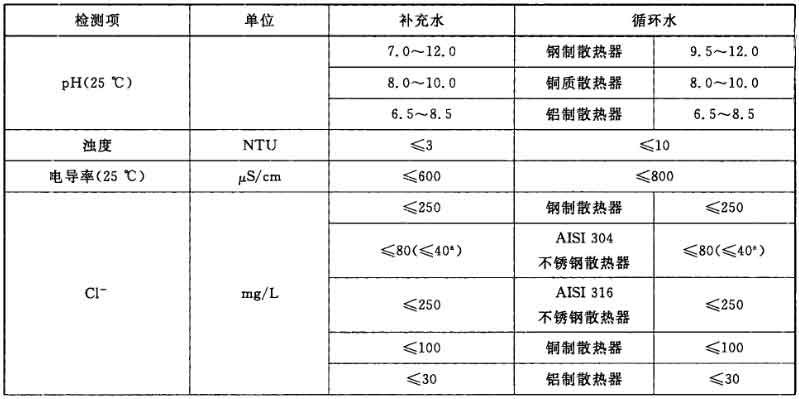 检测项 单位 补充水 循环水
pH(25 ℃) 7.0～12.0 钢制散热器 9.5～12.0
8.0～10.0 铜质散热器 8.0～10.0
6.5～8.5 铝制散热器 6.5～8.5
浊度 NTU ≤3 ≤10
电导率(25 ℃) μS/cm ≤600 ≤800
Cl⁻ mg/L ≤250 钢制散热器 ≤250
≤80(≤40ᵃ) AISI 304 不锈钢散热器 ≤80(≤40ᵃ)
≤250 AISI 316 不锈钢散热器 ≤250
≤100 铜制散热器 ≤100
≤30 铝制散热器 ≤30